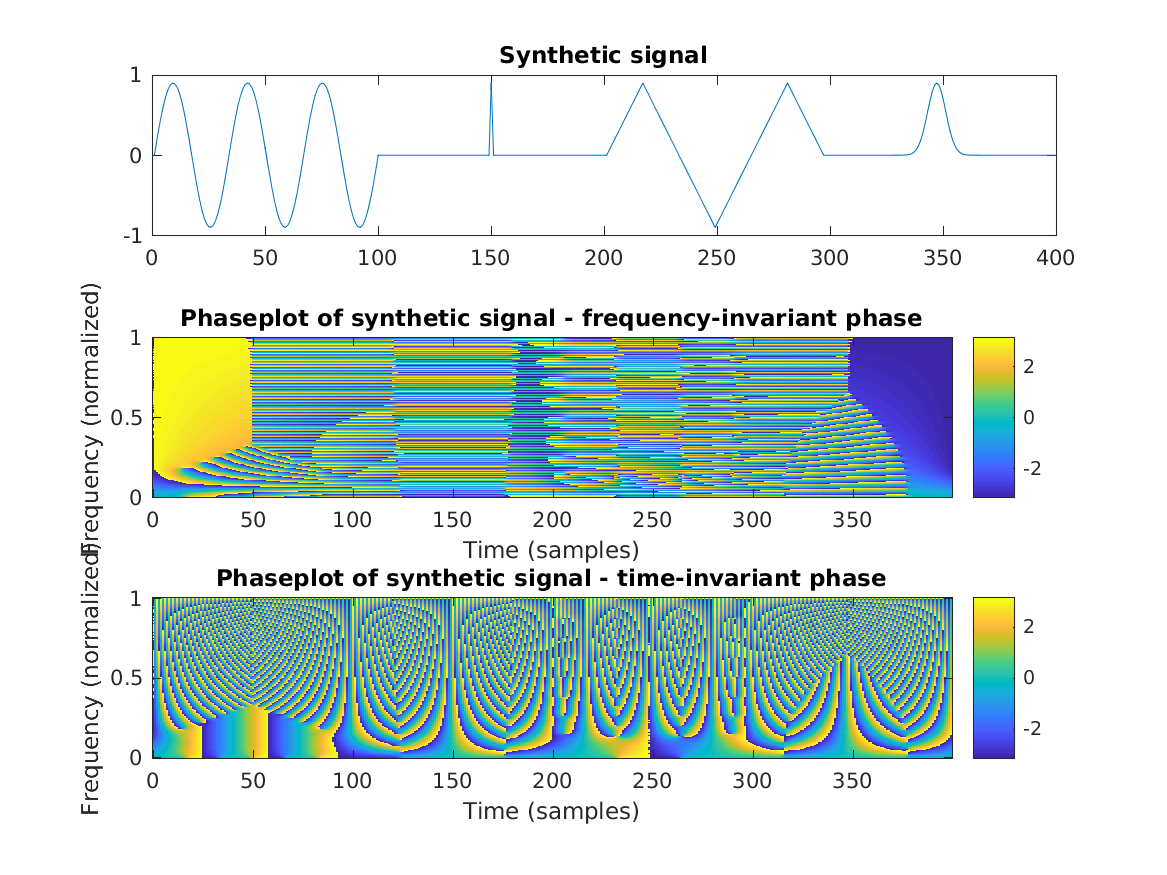 Synthetic signal
1
0
-1
0 50 100 150 200 250 300 350 400
Phaseplot of synthetic signal - frequency-invariant phase
Frequency (normalized)
1
0.5
0
0 50 100 150 200 250 300 350
Time (samples)
2
0
-2
Phaseplot of synthetic signal - time-invariant phase
Frequency (normalized)
1
0.5
0
0 50 100 150 200 250 300 350
Time (samples)
2
0
-2